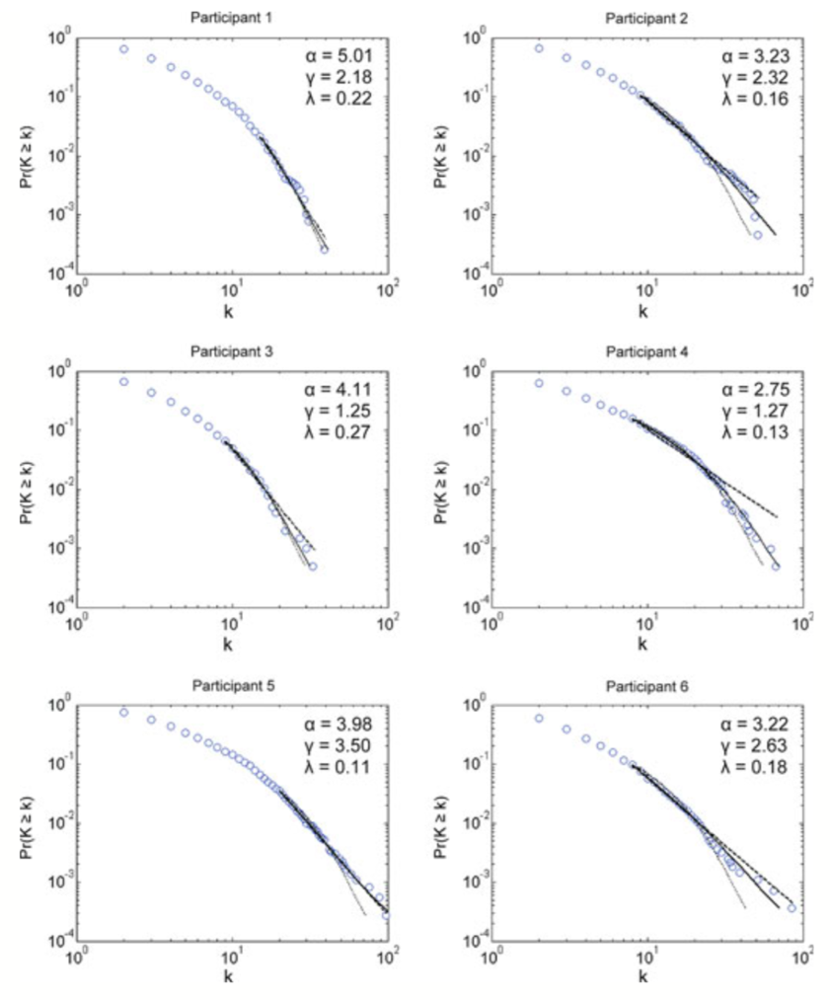 Participant 1
10^0
10^-1
10^-2
10^-3
10^-4
Pr(K ≥ k)
α = 5.01
γ = 2.18
λ = 0.22
10^0
10^1
10^2
k
Participant 2
10^0
10^-1
10^-2
10^-3
10^-4
Pr(K ≥ k)
α = 3.23
γ = 2.32
λ = 0.16
10^0
10^1
10^2
k
Participant 3
10^0
10^-1
10^-2
10^-3
10^-4
Pr(K ≥ k)
α = 4.11
γ = 1.25
λ = 0.27
10^0
10^1
10^2
k
Participant 4
10^0
10^-1
10^-2
10^-3
10^-4
Pr(K ≥ k)
α = 2.75
γ = 1.27
λ = 0.13
10^0
10^1
10^2
k
Participant 5
10^0
10^-1
10^-2
10^-3
10^-4
Pr(K ≥ k)
α = 3.98
γ = 3.50
λ = 0.11
10^0
10^1
10^2
k
Participant 6
10^0
10^-1
10^-2
10^-3
10^-4
Pr(K ≥ k)
α = 3.22
γ = 2.63
λ = 0.18
10^0
10^1
10^2
k